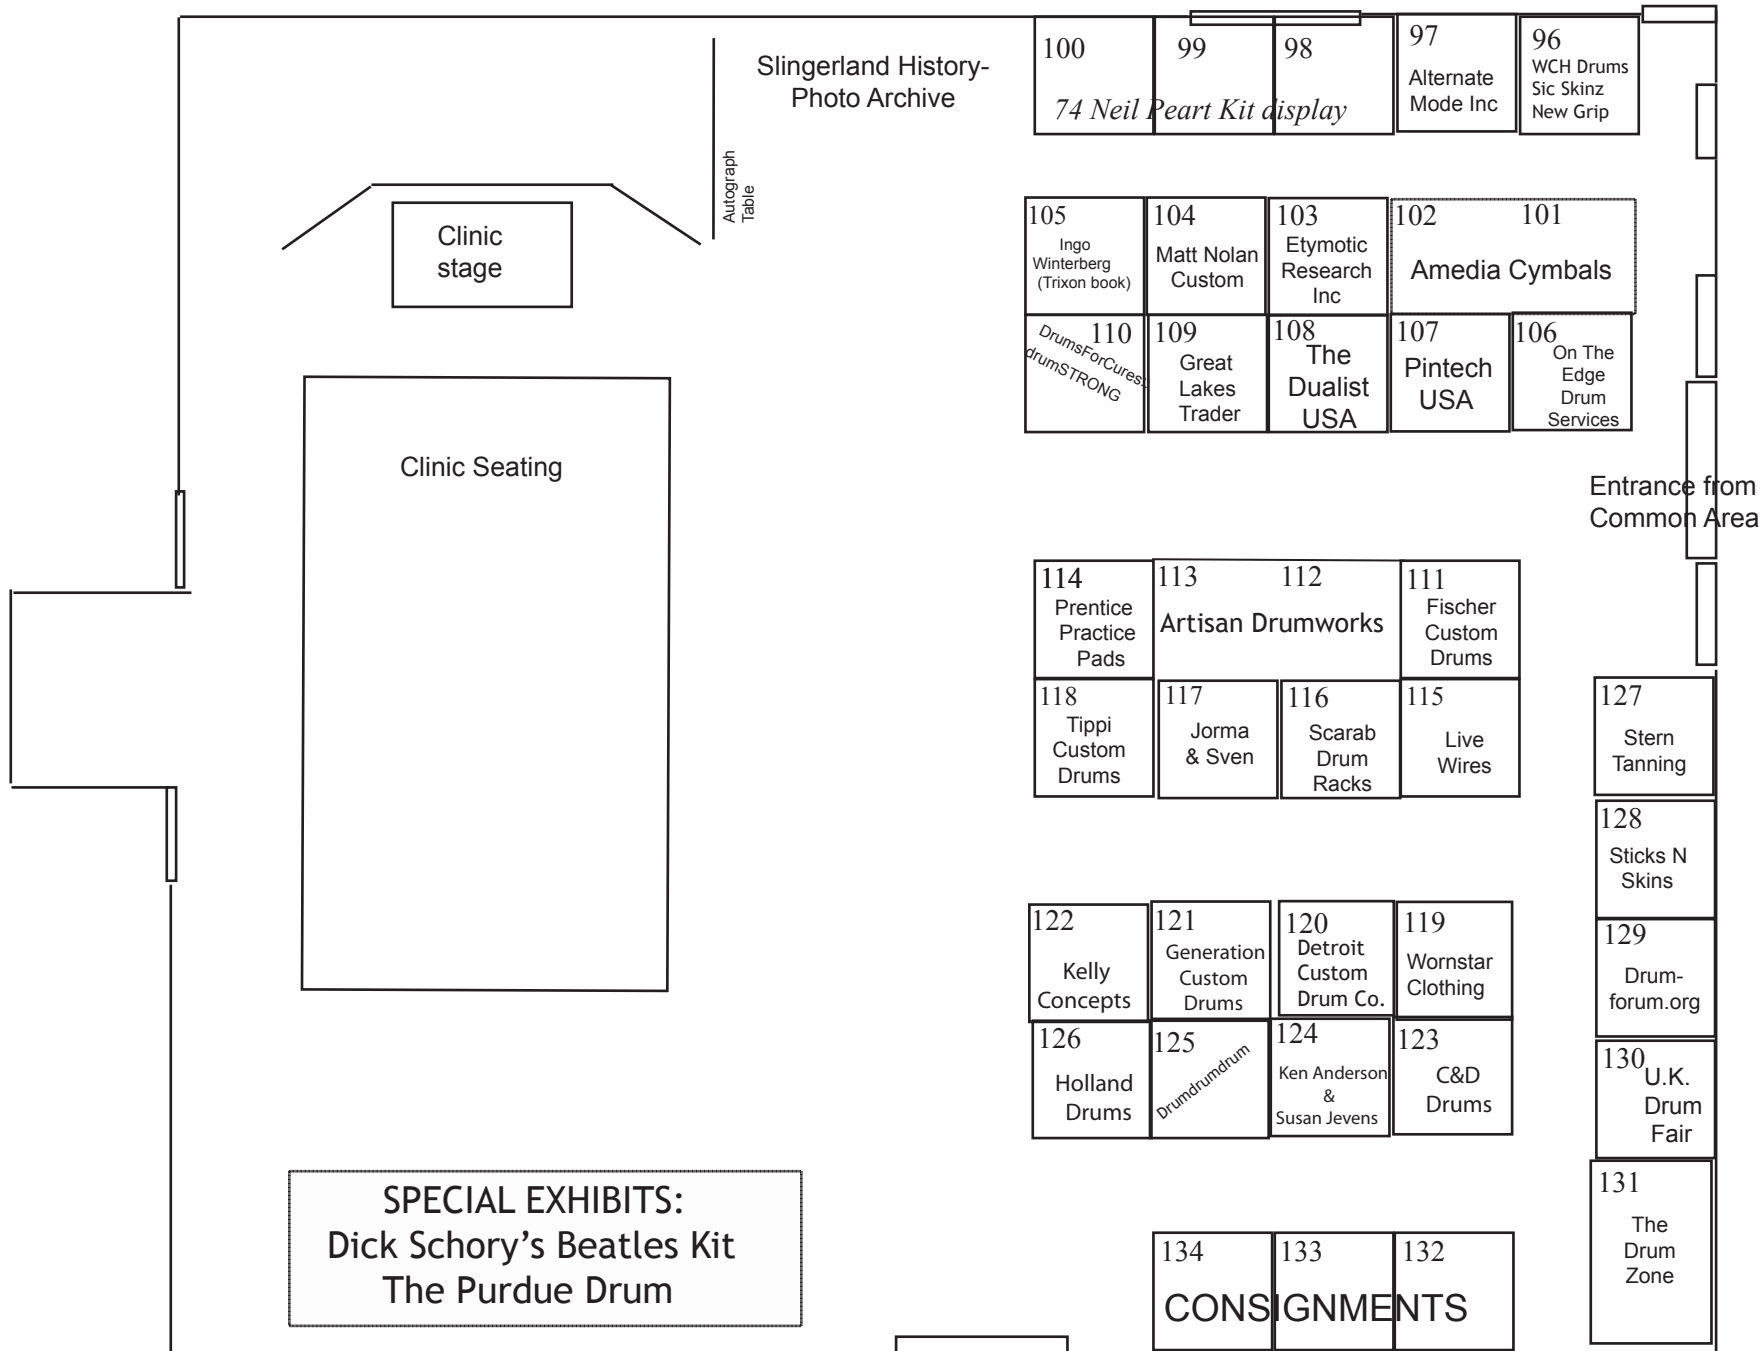 Slingerland History-
Photo Archive
Autograph
Table
Clinic
stage
Clinic Seating
100
99
98
74 Neil Peart Kit display
97
Alternate
Mode Inc
96
WCH Drums
Sic Skinz
New Grip
105
Ingo
Winterberg
(Trixon book)
104
Matt Nolan
Custom
103
Etymotic
Research
Inc
102
101
Amedia Cymbals
110
DrumsForCures:
drumSTRONG
109
Great
Lakes
Trader
108
The
Dualist
USA
107
Pintech
USA
106
On The
Edge
Drum
Services
Entrance from
Common Area
114
Prentice
Practice
Pads
113
112
Artisan Drumworks
111
Fischer
Custom
Drums
118
Tippi
Custom
Drums
117
Jorma
& Sven
116
Scarab
Drum
Racks
115
Live
Wires
127
Stern
Tanning
128
Sticks N
Skins
129
Drum-
forum.org
130
U.K.
Drum
Fair
131
The
Drum
Zone
122
Kelly
Concepts
121
Generation
Custom
Drums
120
Detroit
Custom
Drum Co.
119
Wornstar
Clothing
126
Holland
Drums
125
Drumdrumdrum
124
Ken Anderson
&
Susan Jevens
123
C&D
Drums
SPECIAL EXHIBITS:
Dick Schory's Beatles Kit
The Purdue Drum
134
133
132
CONSIGNMENTS